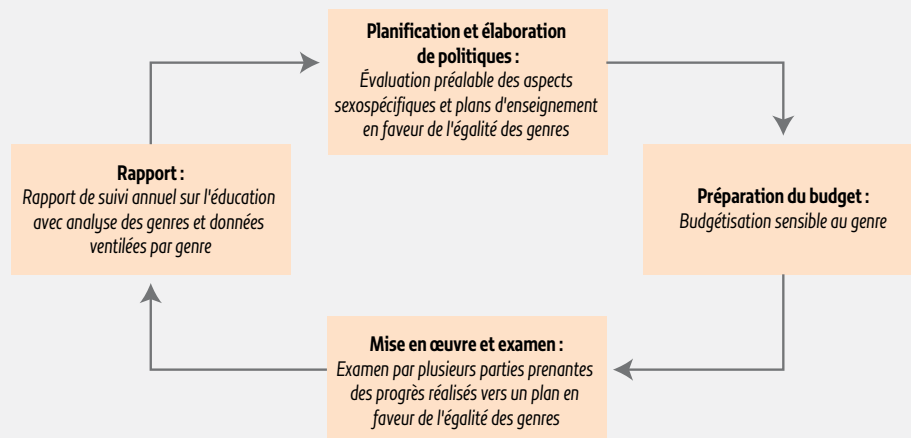 Planification et élaboration
de politiques :
Évaluation préalable des aspects
sexospécifiques et plans d'enseignement
en faveur de l'égalité des genres
Préparation du budget :
Budgétisation sensible au genre
Mise en œuvre et examen :
Examen par plusieurs parties prenantes
des progrès réalisés vers un plan en
faveur de l'égalité des genres
Rapport :
Rapport de suivi annuel sur l'éducation
avec analyse des genres et données
ventilées par genre